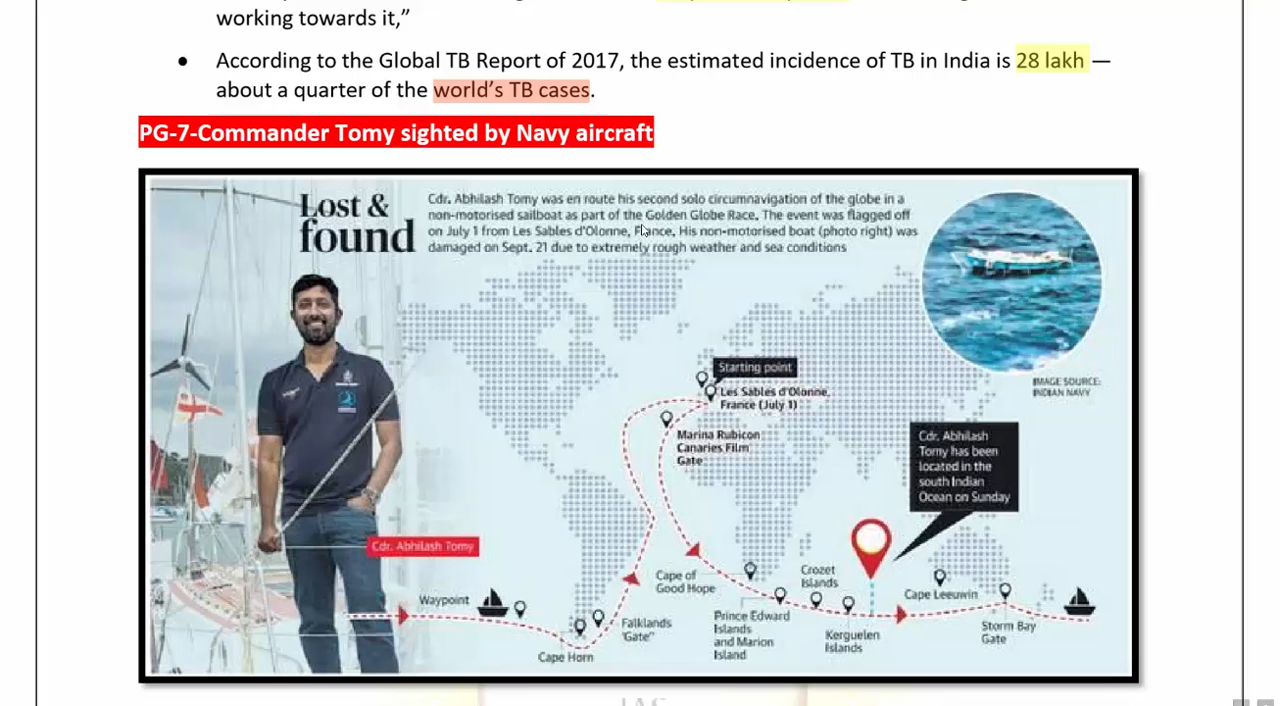 working towards it,”
● According to the Global TB Report of 2017, the estimated incidence of TB in India is 28 lakh —
about a quarter of the world’s TB cases.
PG-7-Commander Tomy sighted by Navy aircraft
Lost &
found
Cdr. Abhilash Tomy was en route his second solo circumnavigation of the globe in a
non-motorised sailboat as part of the Golden Globe Race. The event was flagged off
on July 1 from Les Sables d'Olonne, France. His non-motorised boat (photo right) was
damaged on Sept. 21 due to extremely rough weather and sea conditions
IMAGE SOURCE:
INDIAN NAVY
Starting point
Les Sables d'Olonne,
France (July 1)
Marina Rubicon
Canaries Film
Gate
Cdr. Abhilash
Tomy has been
located in the
south Indian
Ocean on Sunday
Cdr. Abhilash Tomy
Waypoint
Cape Horn
Falklands
'Gate"
Cape of
Good Hope
Prince Edward
Islands
and Marion
Island
Crozet
Islands
Kerguelen
Islands
Cape Leeuwin
Storm Bay
Gate
IAS